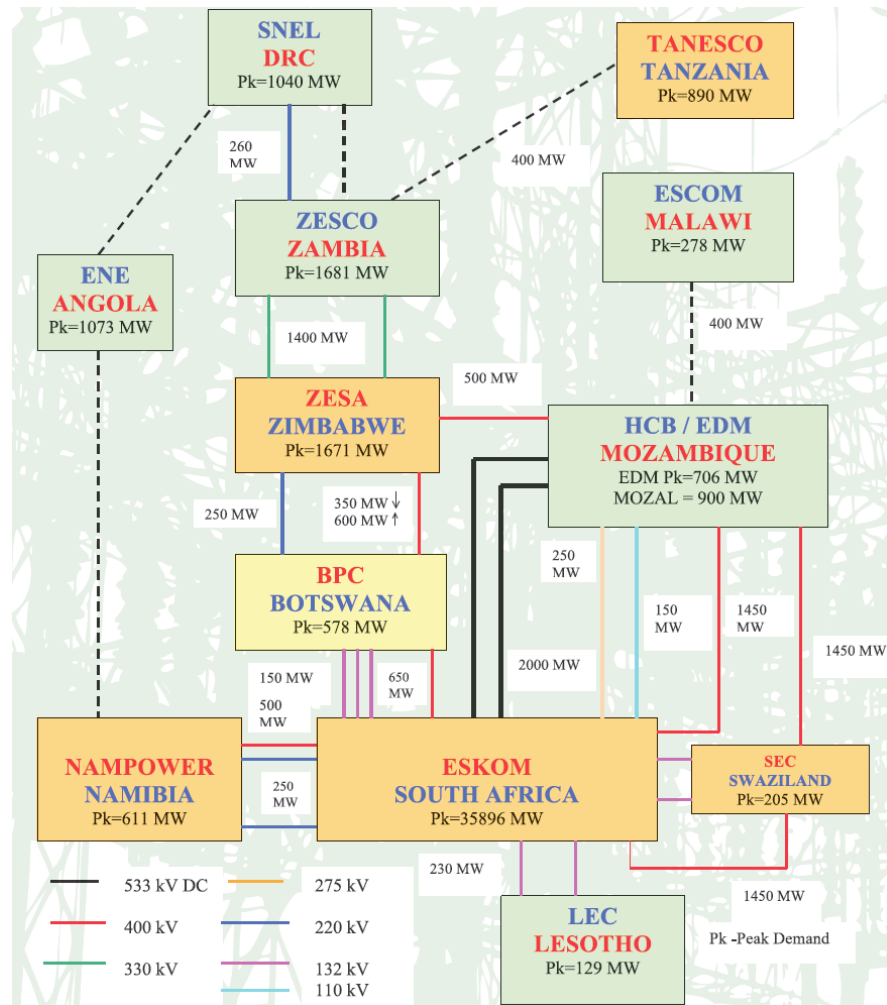 SNEL
DRC
Pk=1040 MW
TANESCO
TANZANIA
Pk=890 MW
260
MW
400 MW
ZESCO
ZAMBIA
Pk=1681 MW
ESCOM
MALAWI
Pk=278 MW
ENE
ANGOLA
Pk=1073 MW
1400 MW
400 MW
500 MW
ZESA
ZIMBABWE
Pk=1671 MW
HCB / EDM
MOZAMBIQUE
EDM Pk=706 MW
MOZAL = 900 MW
250 MW
350 MW ↓
600 MW ↑
250
MW
BPC
BOTSWANA
Pk=578 MW
150
MW
1450
MW
1450 MW
150 MW
650
MW
2000 MW
500
MW
NAMPOWER
NAMIBIA
Pk=611 MW
250
MW
ESKOM
SOUTH AFRICA
Pk=35896 MW
SEC
SWAZILAND
Pk=205 MW
230 MW
1450 MW
533 kV DC
275 kV
400 kV
220 kV
330 kV
132 kV
110 kV
LEC
LESOTHO
Pk=129 MW
Pk -Peak Demand